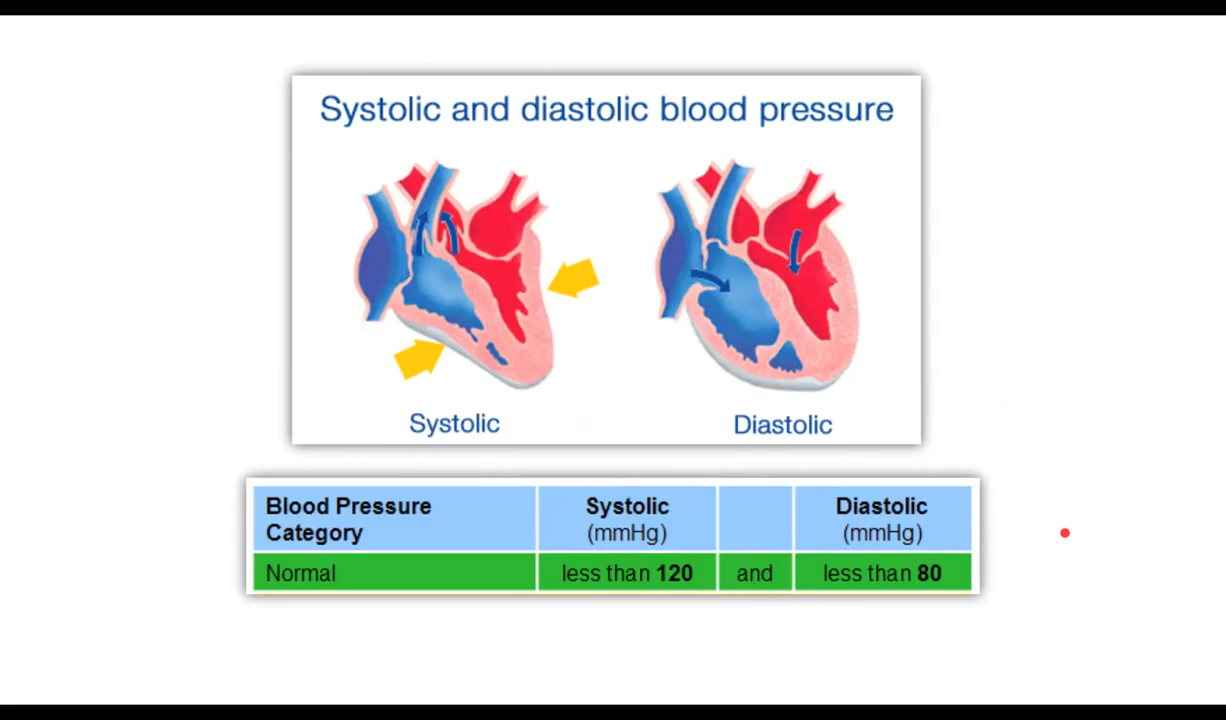 Systolic and diastolic blood pressure
Systolic
Diastolic
Blood Pressure Category
Systolic (mmHg)
Diastolic (mmHg)
Normal
less than 120
and
less than 80